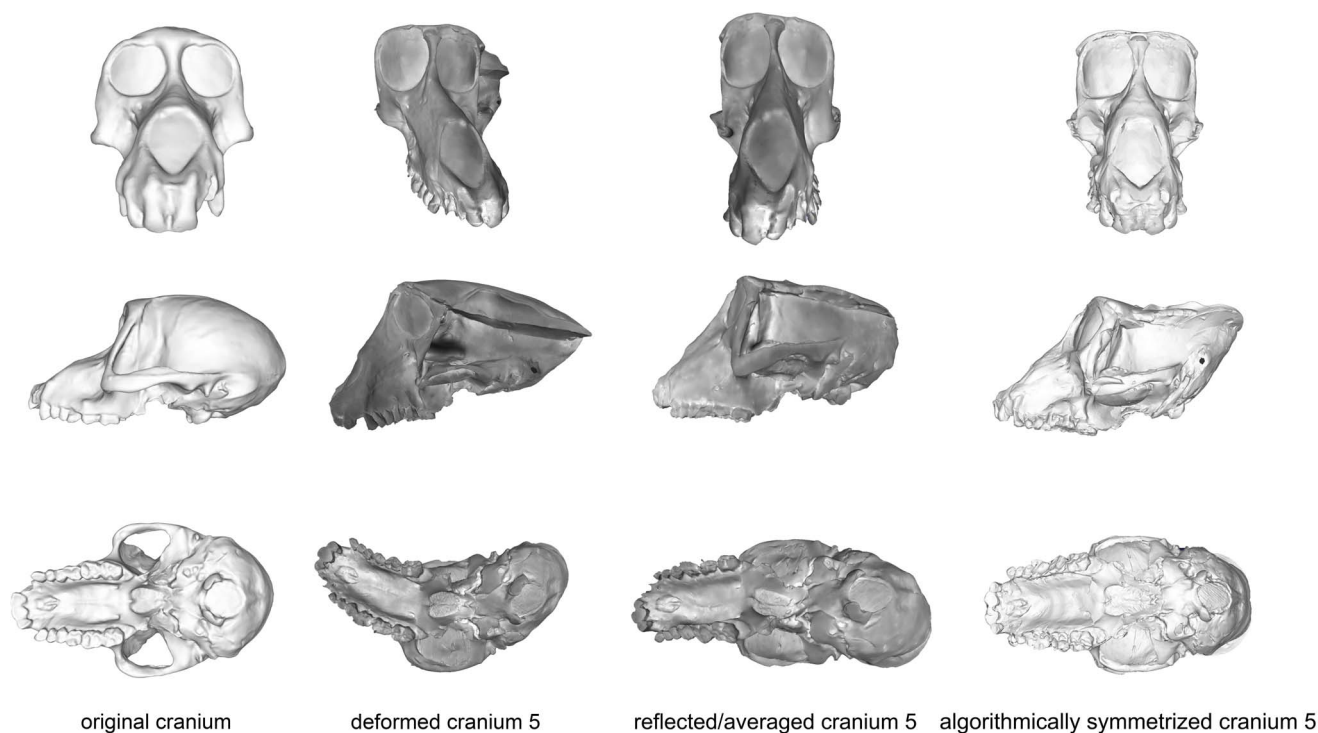 original cranium
deformed cranium 5
reflected/averaged cranium 5
algorithmically symmetrized cranium 5